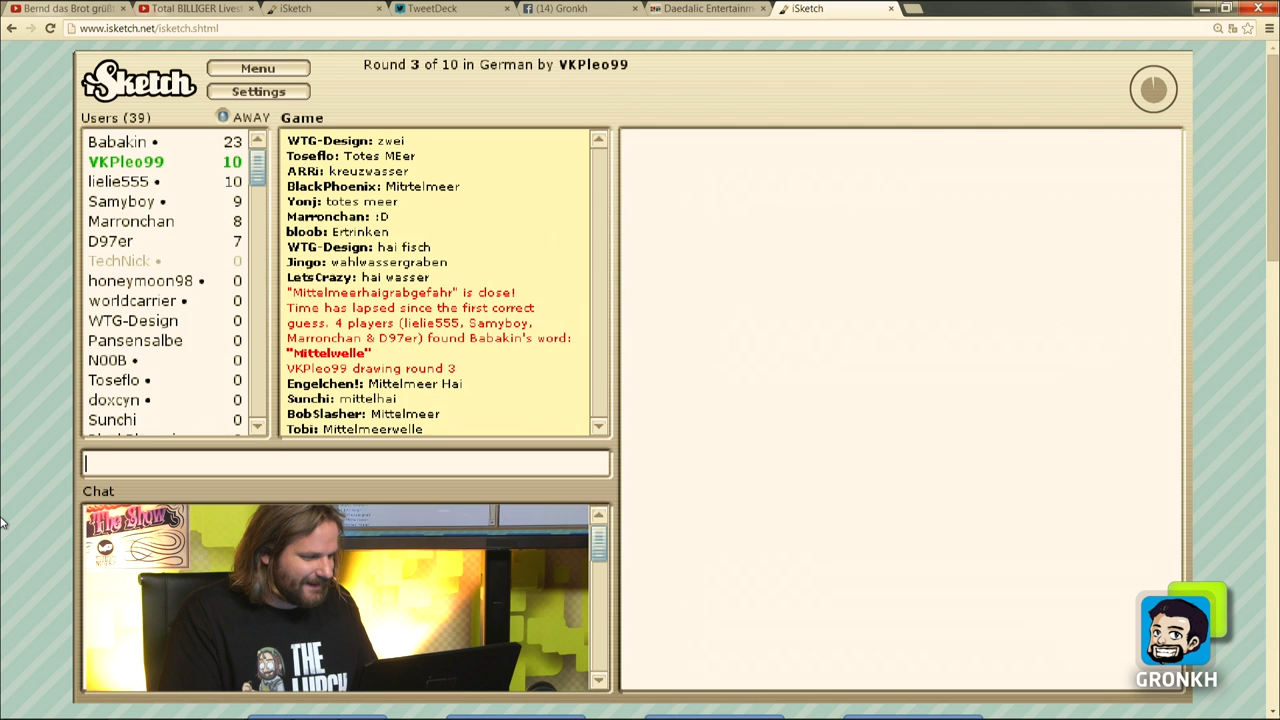 Bernd das Brot grüß
Total BILLIGER Livest
iSketch
TweetDeck
(14) Gronkh
Daedalic Entertainm
iSketch
www.isketch.net/isketch.shtml
iSketch
Menu
Settings
Round 3 of 10 in German by VKPleo99
Users (39)
AWAY
Game
Babakin • 23
VKPleo99 10
lielie555 • 10
Samyboy • 9
Marronchan 8
D97er 7
TechNick • 0
honeymoon98 • 0
worldcarrier • 0
WTG-Design 0
Pansensalbe 0
N00B • 0
Toseflo • 0
doxcyn • 0
Sunchi 0
WTG-Design: zwei
Toseflo: Totes MEer
ARRi: kreuzwasser
BlackPhoenix: Mitrtelmeer
Yonj: totes meer
Marronchan: :D
bloob: Ertrinken
WTG-Design: hai fisch
Jingo: wahlwassergraben
LetsCrazy: hai wasser
"Mittelmeerhaigrabgefahr" is close!
Time has lapsed since the first correct
guess. 4 players (lielie555, Samyboy,
Marronchan & D97er) found Babakin's word:
"Mittelwelle"
VKPleo99 drawing round 3
Engelchen!: Mittelmeer Hai
Sunchi: mittelhai
BobSlasher: Mittelmeer
Tobi: Mittelmeerwelle
Chat
The Show
THE
LURCH
GRONKH